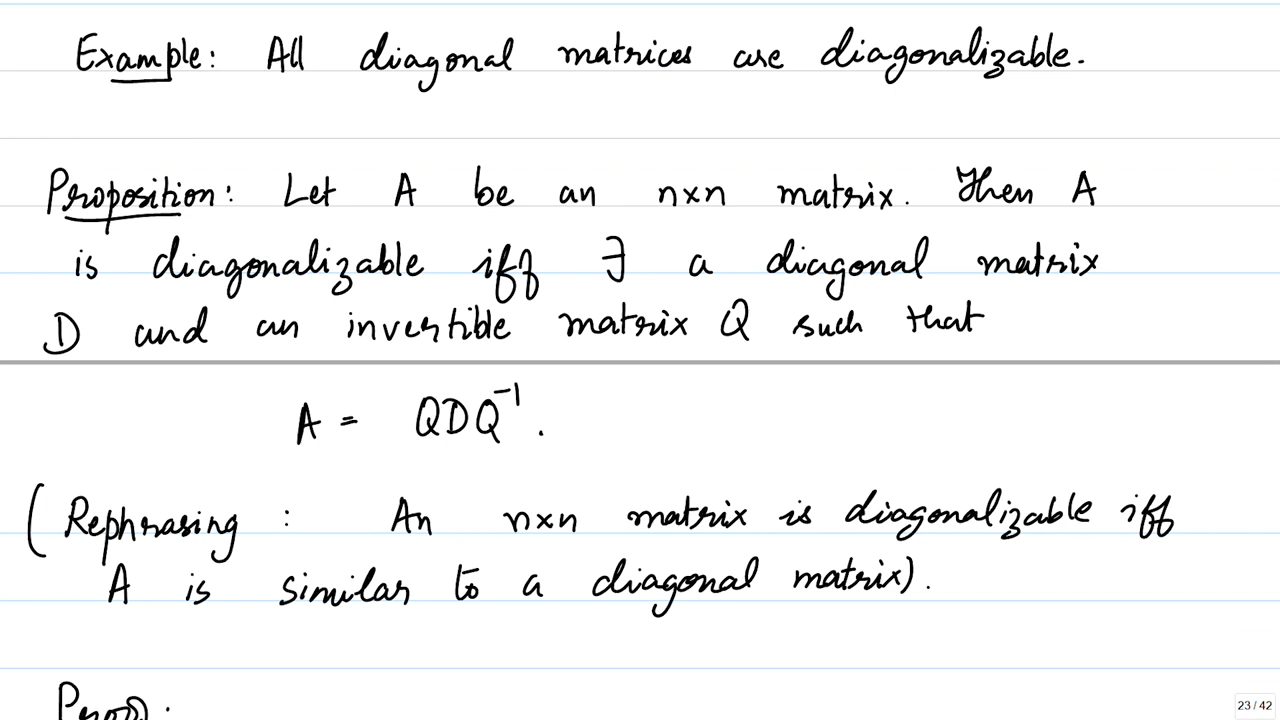 Example: All diagonal matrices are diagonalizable.
Proposition: Let A be an n×n matrix. Then A
is diagonalizable iff ∃ a diagonal matrix
D and an invertible matrix Q such that
A = QDQ⁻¹.
(Rephrasing : An n×n matrix is diagonalizable iff
A is similar to a diagonal matrix).
Proof:
23 / 42